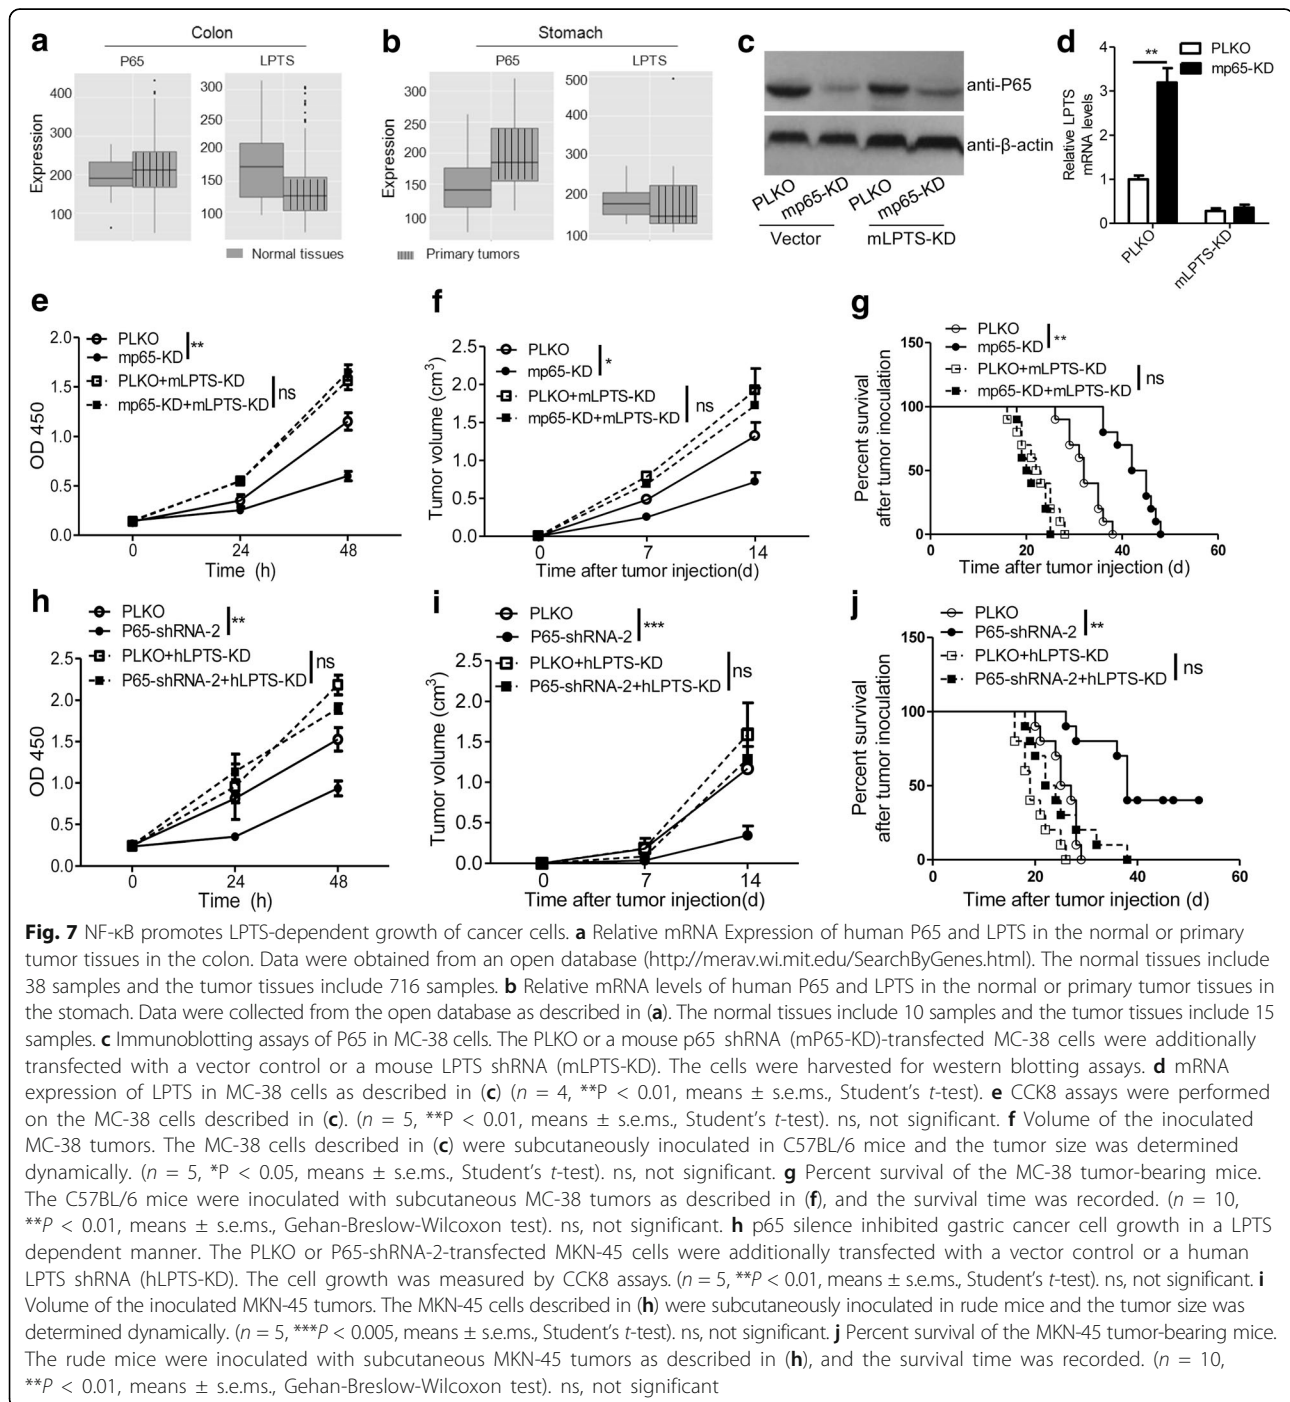 a
Colon
P65
LPTS
Expression
400
300
200
100
300
250
200
150
100
b
Stomach
P65
LPTS
Expression
300
200
100
500
400
300
200
100
Normal tissues
Primary tumors
c
anti-P65
anti-β-actin
PLKO
mp65-KD
PLKO
mp65-KD
Vector
mLPTS-KD
d
PLKO
mp65-KD
**
Relative LPTS
mRNA levels
4
3
2
1
0
PLKO
mLPTS-KD
e
PLKO
mp65-KD
**
PLKO+mLPTS-KD
mp65-KD+mLPTS-KD
ns
OD 450
2.0
1.5
1.0
0.5
0.0
0
24
48
Time (h)
f
PLKO
mp65-KD
*
PLKO+mLPTS-KD
mp65-KD+mLPTS-KD
ns
Tumor volume (cm³)
2.5
2.0
1.5
1.0
0.5
0.0
0
7
14
Time after tumor injection(d)
g
PLKO
mp65-KD
**
PLKO+mLPTS-KD
mp65-KD+mLPTS-KD
ns
Percent survival
after tumor inoculation
150
100
50
0
0
20
40
60
Time after tumor injection (d)
h
PLKO
P65-shRNA-2
**
PLKO+hLPTS-KD
P65-shRNA-2+hLPTS-KD
ns
OD 450
2.5
2.0
1.5
1.0
0.5
0.0
0
24
48
Time (h)
i
PLKO
P65-shRNA-2
***
PLKO+hLPTS-KD
P65-shRNA-2+hLPTS-KD
ns
Tumor volume (cm³)
2.5
2.0
1.5
1.0
0.5
0.0
0
7
14
Time after tumor injection(d)
j
PLKO
P65-shRNA-2
**
PLKO+hLPTS-KD
P65-shRNA-2+hLPTS-KD
ns
Percent survival
after tumor inoculation
150
100
50
0
0
20
40
60
Time after tumor injection (d)
Fig. 7 NF-κB promotes LPTS-dependent growth of cancer cells. a Relative mRNA Expression of human P65 and LPTS in the normal or primary
tumor tissues in the colon. Data were obtained from an open database (http://merav.wi.mit.edu/SearchByGenes.html). The normal tissues include
38 samples and the tumor tissues include 716 samples. b Relative mRNA levels of human P65 and LPTS in the normal or primary tumor tissues in
the stomach. Data were collected from the open database as described in (a). The normal tissues include 10 samples and the tumor tissues include 15
samples. c Immunoblotting assays of P65 in MC-38 cells. The PLKO or a mouse p65 shRNA (mP65-KD)-transfected MC-38 cells were additionally
transfected with a vector control or a mouse LPTS shRNA (mLPTS-KD). The cells were harvested for western blotting assays. d mRNA
expression of LPTS in MC-38 cells as described in (c) (n = 4, **P < 0.01, means ± s.e.ms., Student's t-test). e CCK8 assays were performed
on the MC-38 cells described in (c). (n = 5, **P < 0.01, means ± s.e.ms., Student's t-test). ns, not significant. f Volume of the inoculated
MC-38 tumors. The MC-38 cells described in (c) were subcutaneously inoculated in C57BL/6 mice and the tumor size was determined
dynamically. (n = 5, *P < 0.05, means ± s.e.ms., Student's t-test). ns, not significant. g Percent survival of the MC-38 tumor-bearing mice.
The C57BL/6 mice were inoculated with subcutaneous MC-38 tumors as described in (f), and the survival time was recorded. (n = 10,
**P < 0.01, means ± s.e.ms., Gehan-Breslow-Wilcoxon test). ns, not significant. h p65 silence inhibited gastric cancer cell growth in a LPTS
dependent manner. The PLKO or P65-shRNA-2-transfected MKN-45 cells were additionally transfected with a vector control or a human
LPTS shRNA (hLPTS-KD). The cell growth was measured by CCK8 assays. (n = 5, **P < 0.01, means ± s.e.ms., Student's t-test). ns, not significant. i
Volume of the inoculated MKN-45 tumors. The MKN-45 cells described in (h) were subcutaneously inoculated in rude mice and the tumor size was
determined dynamically. (n = 5, ***P < 0.005, means ± s.e.ms., Student's t-test). ns, not significant. j Percent survival of the MKN-45 tumor-bearing mice.
The rude mice were inoculated with subcutaneous MKN-45 tumors as described in (h), and the survival time was recorded. (n = 10,
**P < 0.01, means ± s.e.ms., Gehan-Breslow-Wilcoxon test). ns, not significant